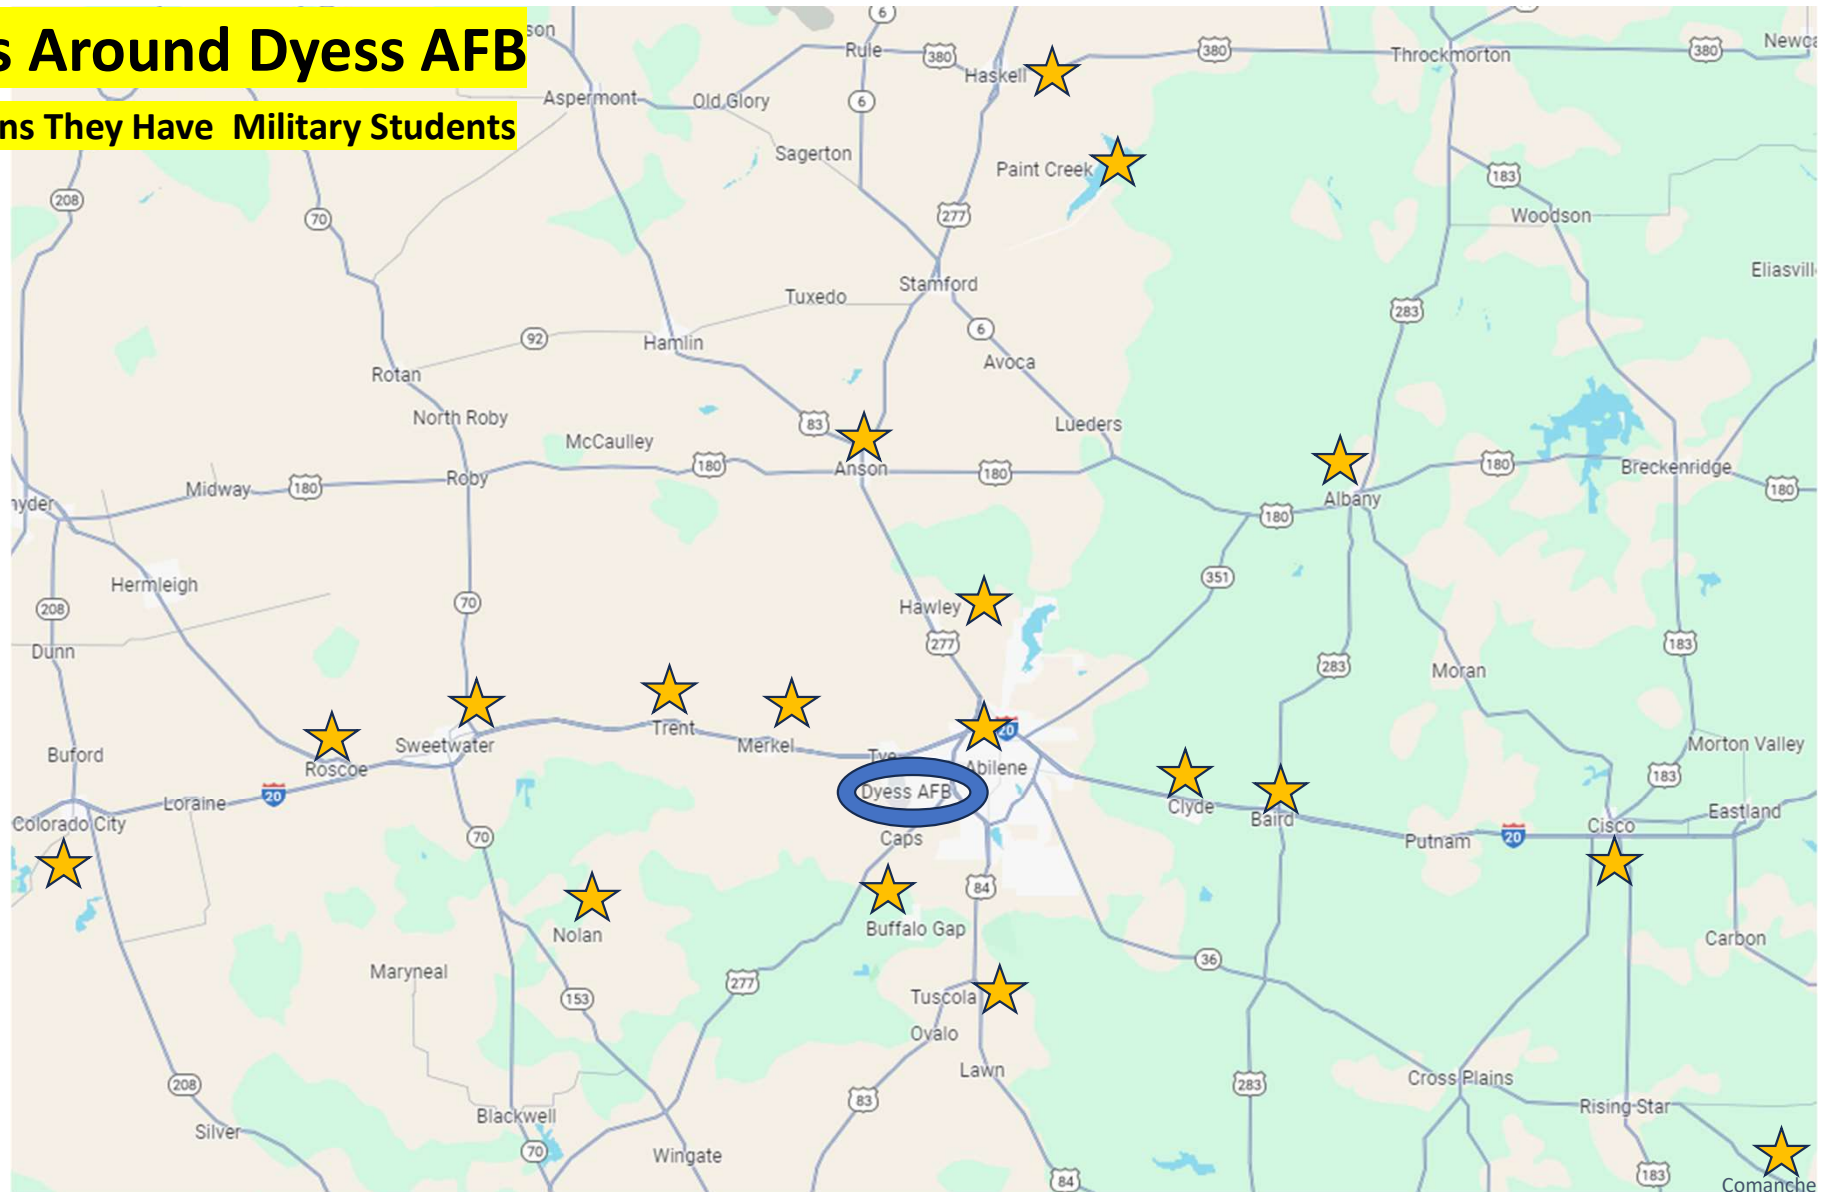 s Around Dyess AFB
ns They Have Military Students
son
6
Rule
380
Haskell
380
Throckmorton
380
Newca
Aspermont
Old Glory
6
Sagerton
Paint Creek
183
208
70
277
Woodson
Eliasvill
Stamford
Tuxedo
283
92
Hamlin
6
Avoca
Rotan
North Roby
83
Lueders
McCaulley
180
Anson
180
180
Breckenridge
Midway
180
Roby
Albany
180
nyder
180
351
Hermleigh
208
70
Hawley
277
Dunn
283
Moran
183
Trent
20
Sweetwater
Merkel
Tye
Abilene
Morton Valley
Buford
Roscoe
183
Loraine
20
Dyess AFB
Clyde
Baird
Eastland
Colorado City
70
Caps
Putnam
20
Cisco
84
Nolan
Buffalo Gap
Carbon
Maryneal
277
36
153
Tuscola
Ovalo
Lawn
208
83
283
Cross Plains
Rising Star
Blackwell
Silver
70
Wingate
84
183
Comanche